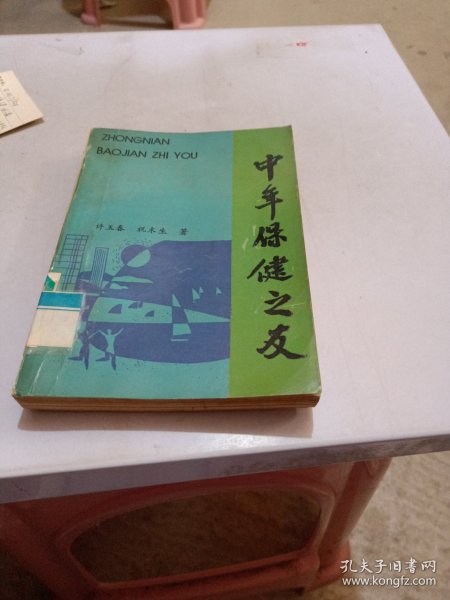 ZHONGNIAN
BAOJIAN ZHI YOU
许玉春 祝未生 著
中年保健之友
孔夫子旧书网
www.kongfz.com